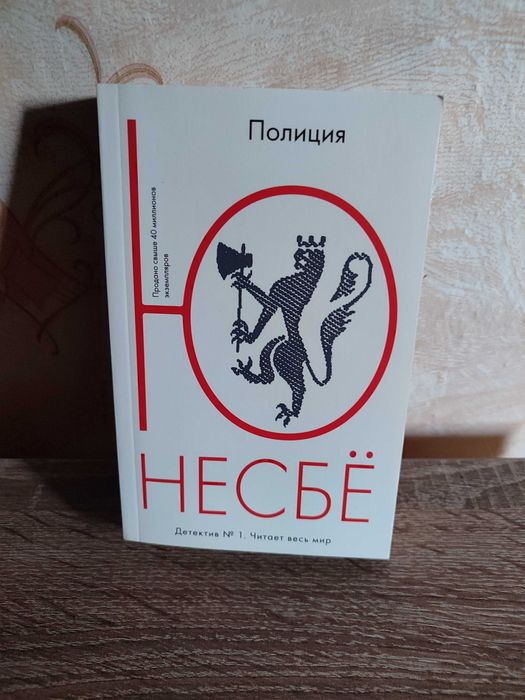 Полиция
Продано свыше 40 миллионов
экземпляров
Ю
НЕСБЁ
Детектив № 1. Читает весь мир